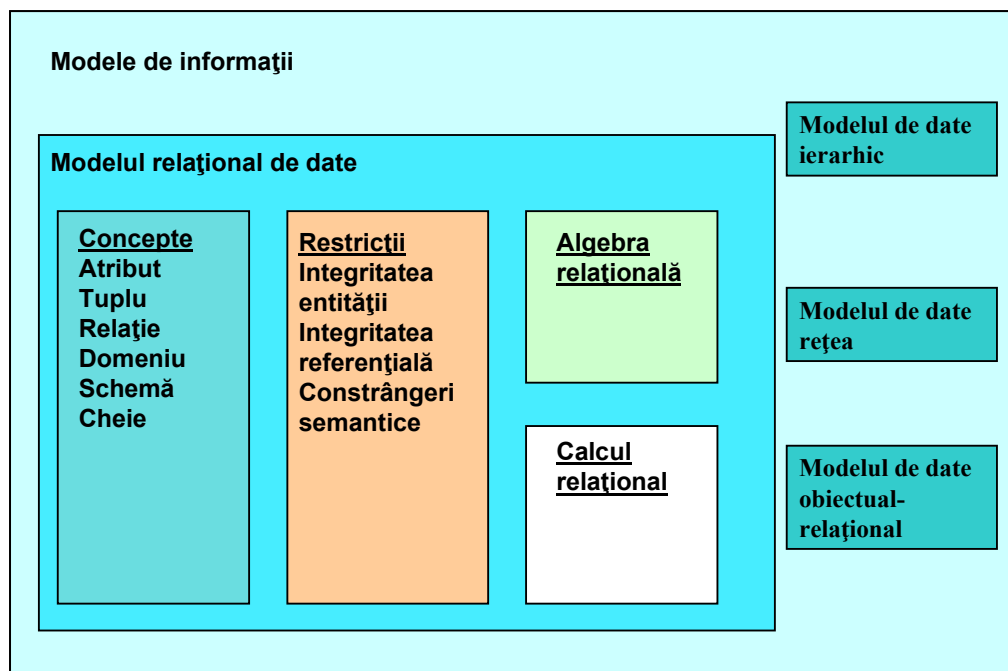 Modele de informaţii
Modelul relaţional de date
Concepte
Atribut
Tuplu
Relaţie
Domeniu
Schemă
Cheie
Restricţii
Integritatea
entităţii
Integritatea
referenţială
Constrângeri
semantice
Algebra
relaţională
Calcul
relaţional
Modelul de date
ierarhic
Modelul de date
reţea
Modelul de date
obiectual-
relaţional